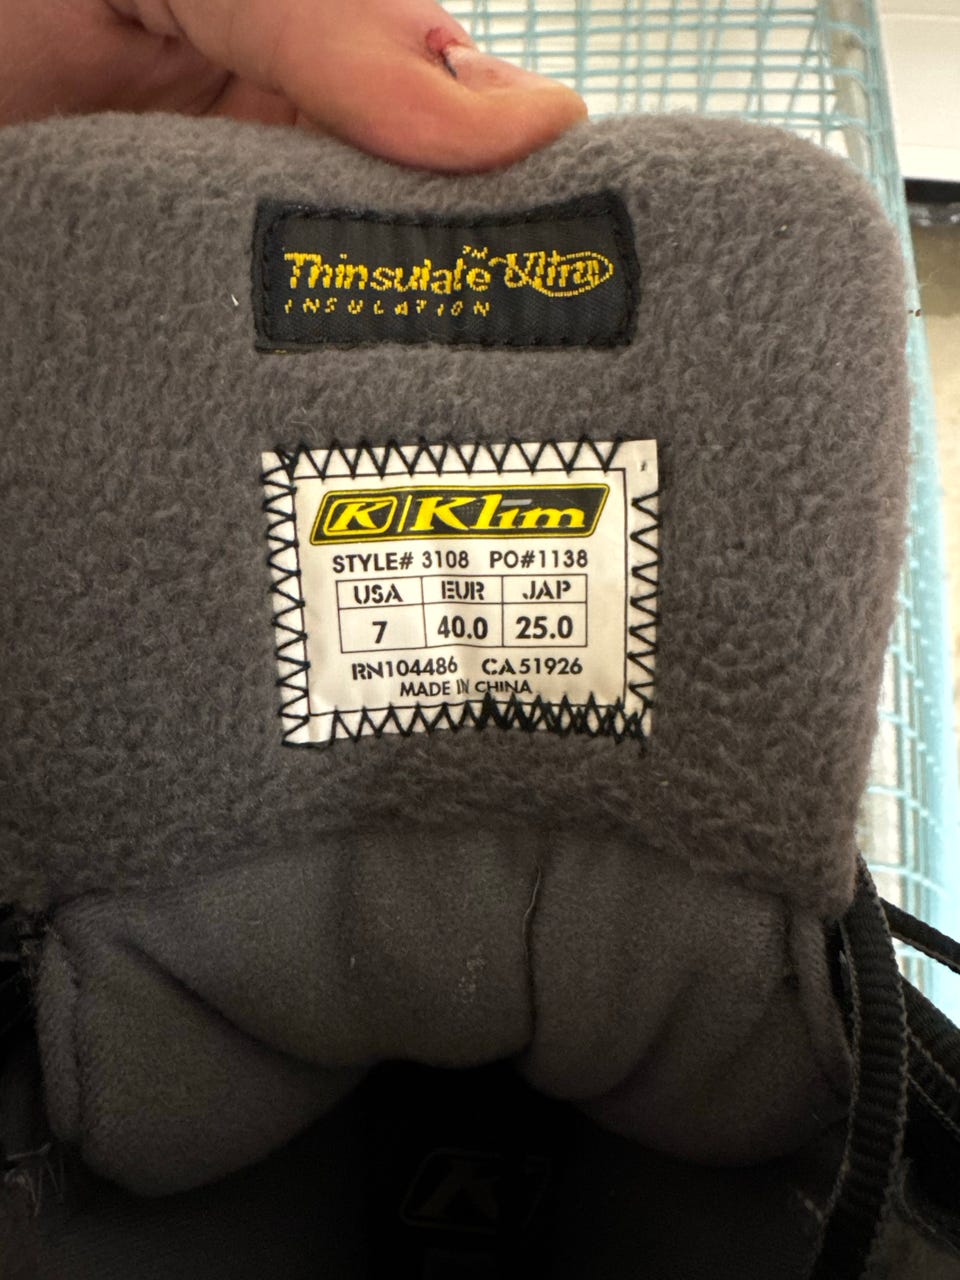 Thinsulate™ Ultra
INSULATION
K Klim
STYLE# 3108 PO#1138
USA EUR JAP
7 40.0 25.0
RN104486 CA51926
MADE IN CHINA
K